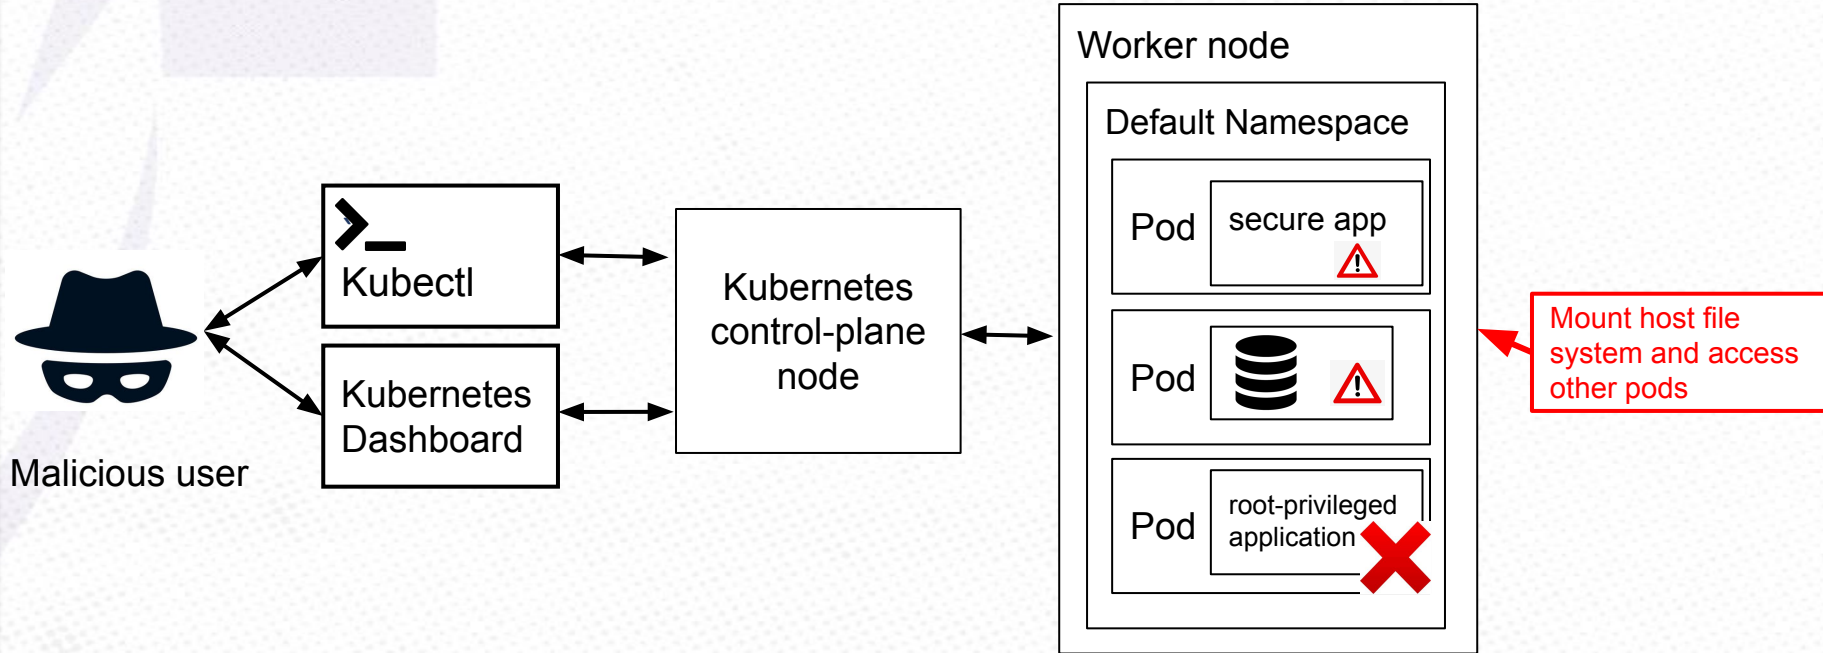 Malicious user
Kubectl
Kubernetes
Dashboard
Kubernetes
control-plane
node
Worker node
Default Namespace
Pod
secure app
Pod
Pod
root-privileged
application
Mount host file
system and access
other pods